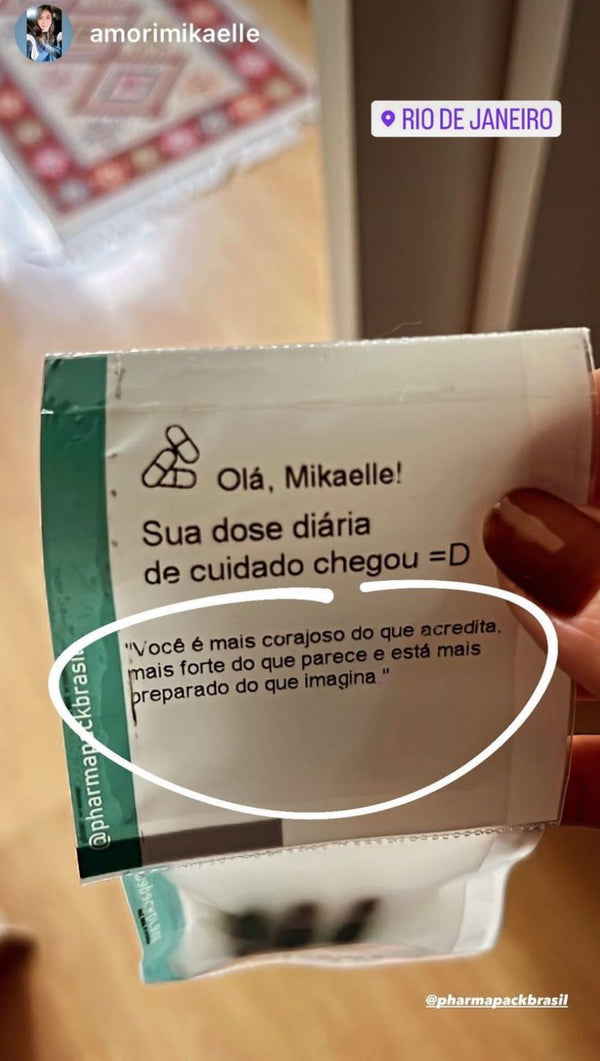 amorimikaelle
RIO DE JANEIRO
Olá, Mikaelle!
Sua dose diária
de cuidado chegou =D
"Você é mais corajoso do que acredita,
mais forte do que parece e está mais
preparado do que imagina."
@pharmapackbrasil
@pharmapackbrasil